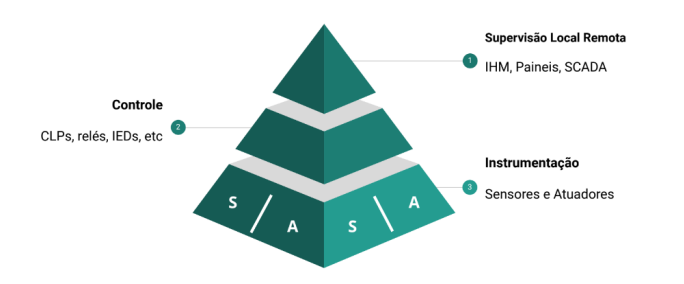 Supervisão Local Remota
1
IHM, Paineis, SCADA
Controle
2
CLPs, relés, IEDs, etc
Instrumentação
3
Sensores e Atuadores
S / A S \ A